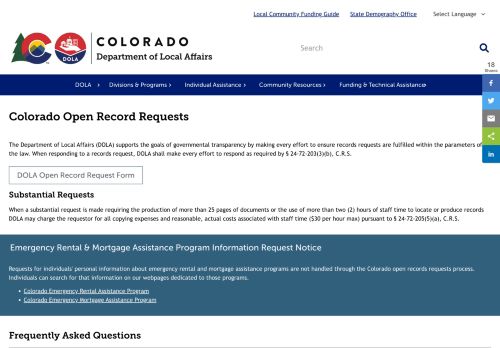 Local Community Funding Guide
State Demography Office
Select Language
COLORADO
Department of Local Affairs
DOLA
Search
18
Shares
DOLA
Divisions & Programs
Individual Assistance
Community Resources
Funding & Technical Assistance
Colorado Open Record Requests
The Department of Local Affairs (DOLA) supports the goals of governmental transparency by making every effort to ensure records requests are fulfilled within the parameters of
the law. When responding to a records request, DOLA shall make every effort to respond as required by § 24-72-203(3)(b), C.R.S.
DOLA Open Record Request Form
Substantial Requests
When a substantial request is made requiring the production of more than 25 pages of documents or the use of more than two (2) hours of staff time to locate or produce records
DOLA may charge the requestor for all copying expenses and reasonable, actual costs associated with staff time ($30 per hour max) pursuant to § 24-72-205(5)(a), C.R.S.
Emergency Rental & Mortgage Assistance Program Information Request Notice
Requests for individuals' personal information about emergency rental and mortgage assistance programs are not handled through the Colorado open records requests process.
Individuals can search for that information on our webpages dedicated to those programs.
Colorado Emergency Rental Assistance Program
Colorado Emergency Mortgage Assistance Program
Frequently Asked Questions